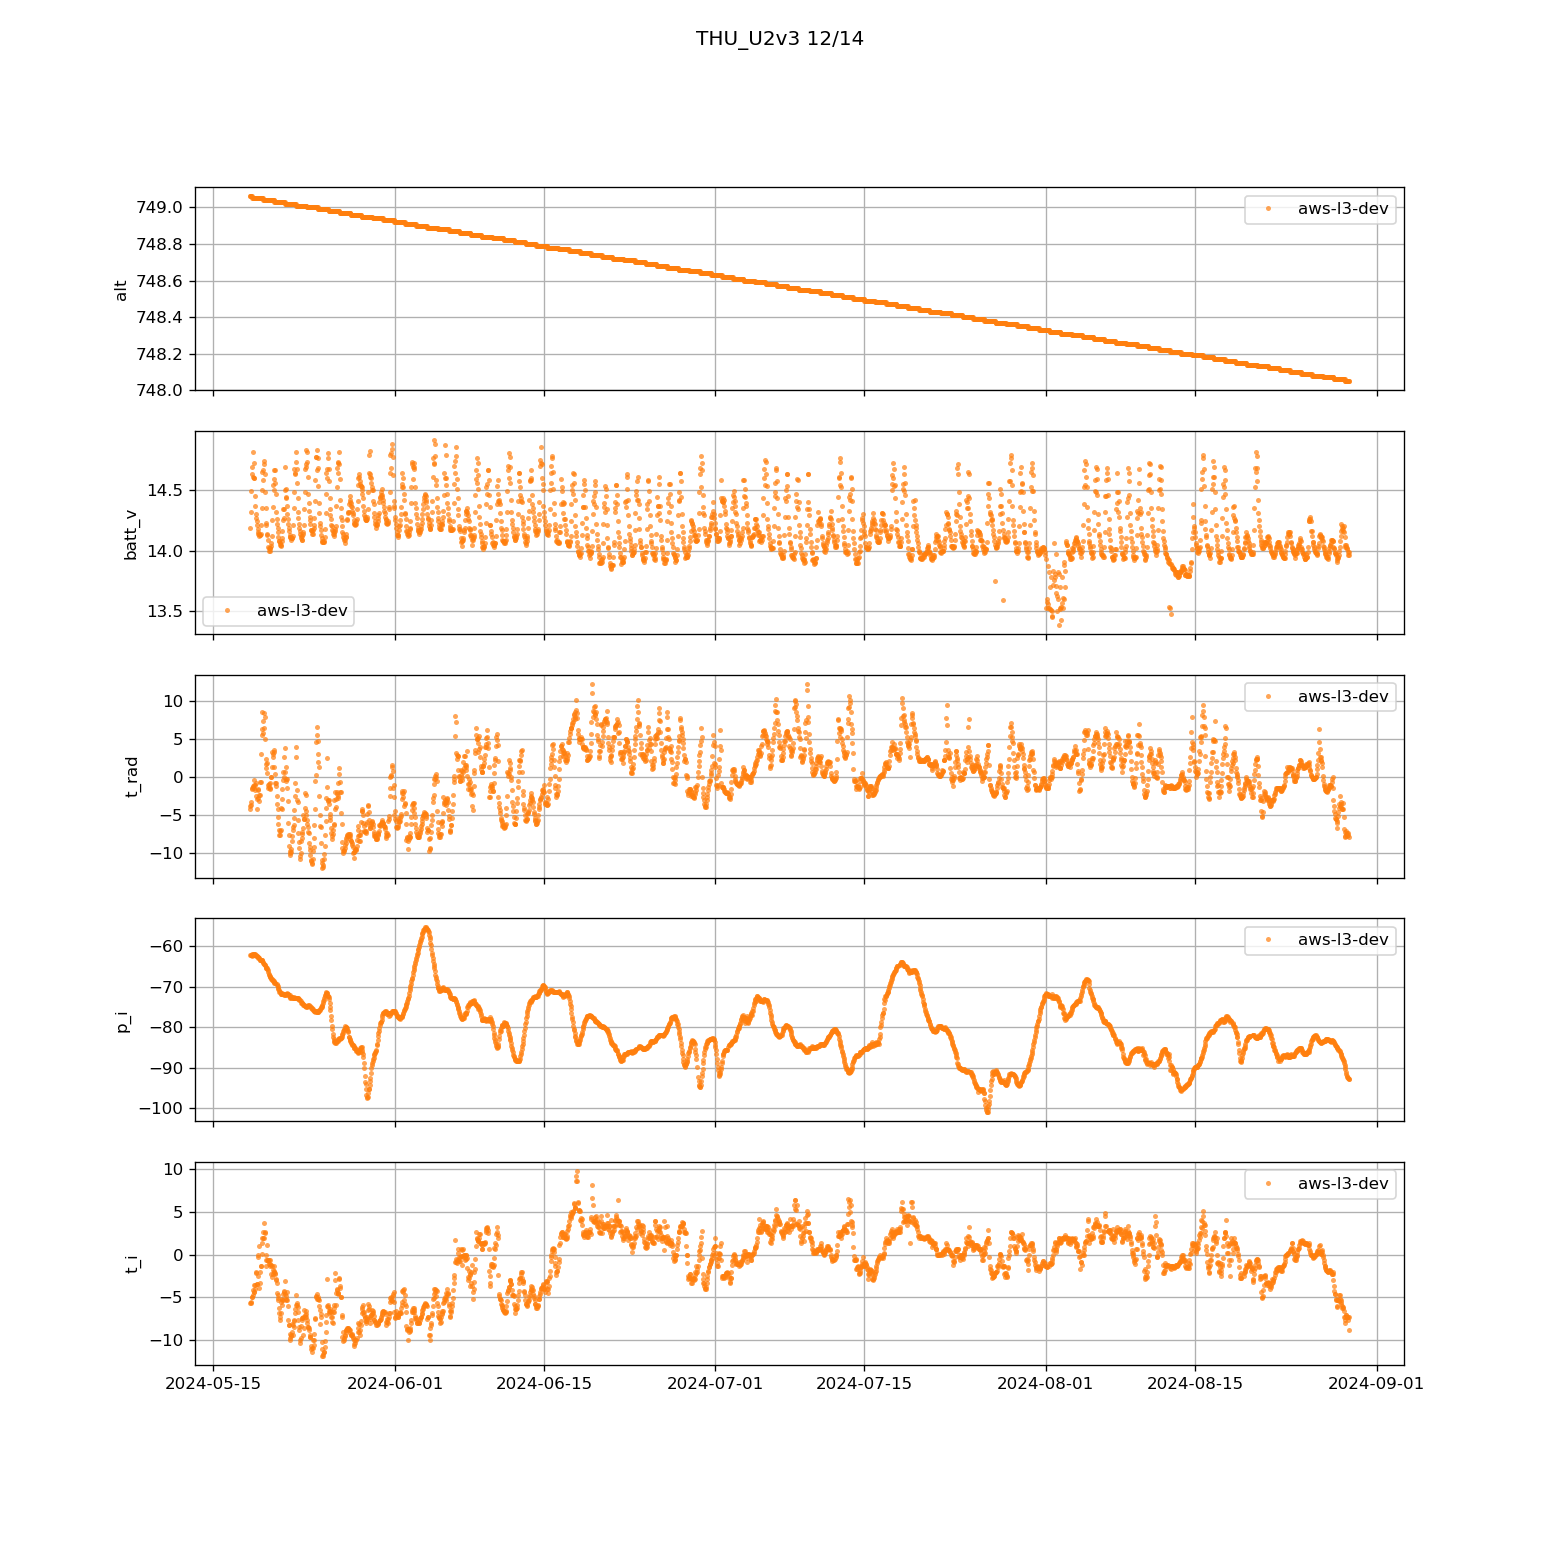 THU_U2v3 12/14
749.0
748.8
748.6
748.4
748.2
748.0
alt
aws-l3-dev
14.5
14.0
13.5
batt_v
aws-l3-dev
10
5
0
−5
−10
t_rad
aws-l3-dev
−60
−70
−80
−90
−100
p_i
aws-l3-dev
10
5
0
−5
−10
t_i
aws-l3-dev
2024-05-15 2024-06-01 2024-06-15 2024-07-01 2024-07-15 2024-08-01 2024-08-15 2024-09-01